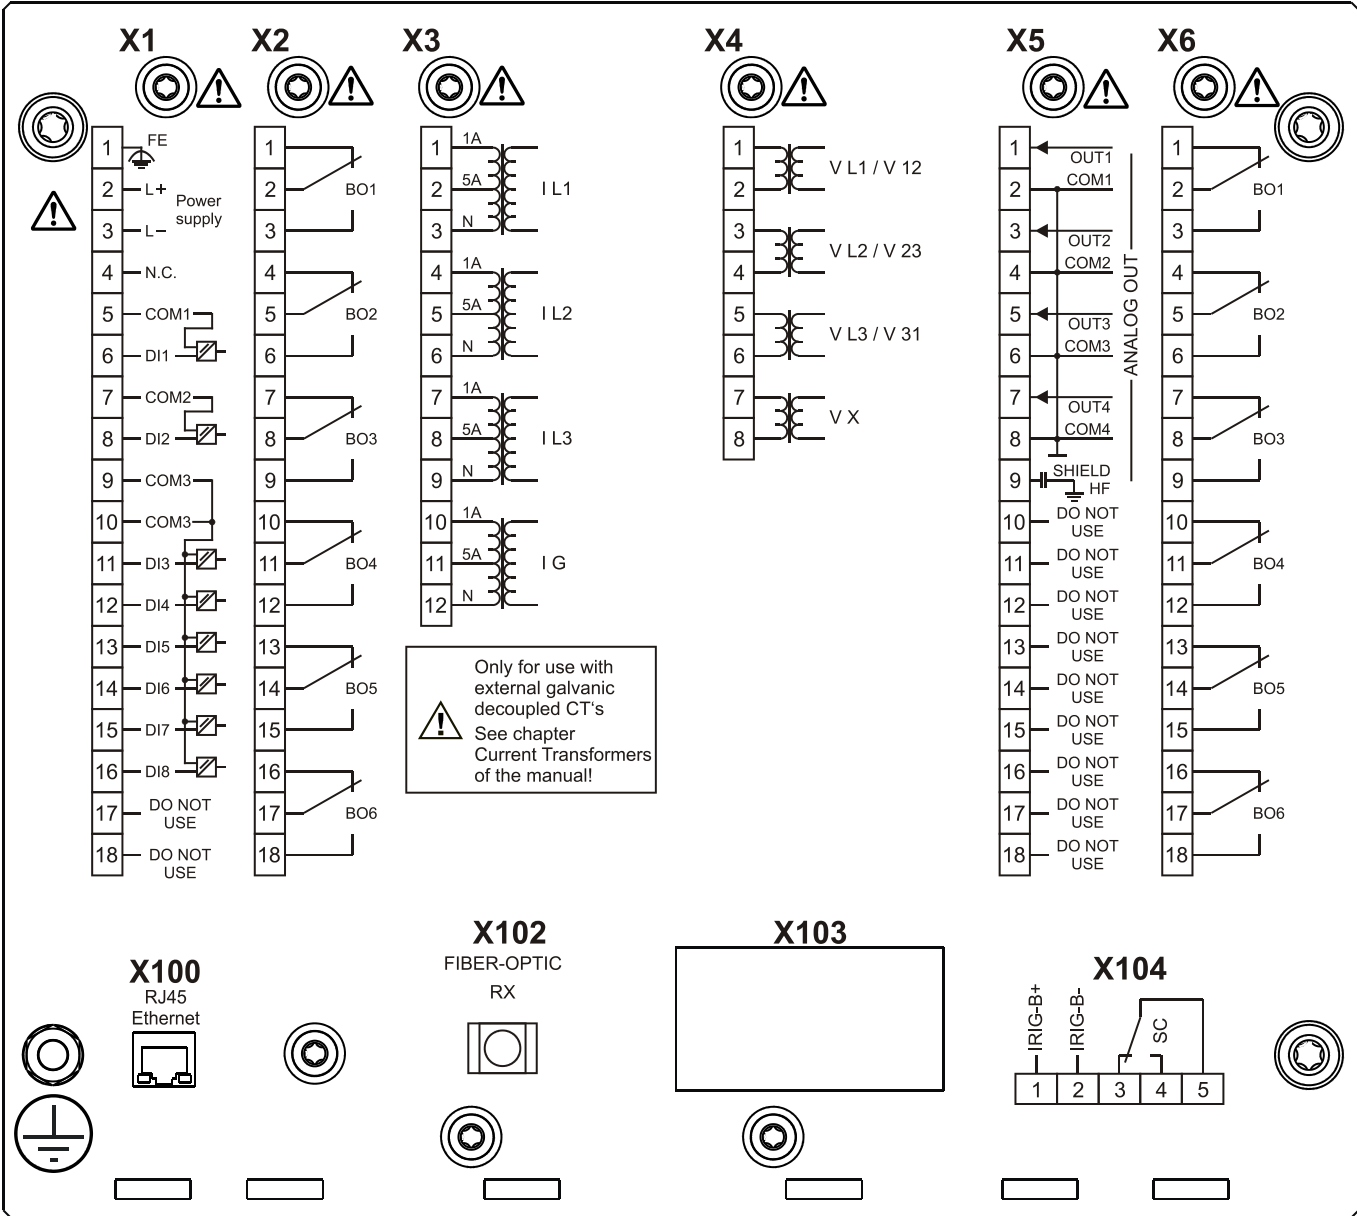 X1
X2
X3
X4
X5
X6
1 FE
2 L+
Power
supply
3 L−
4 N.C.
5 COM1
6 DI1
7 COM2
8 DI2
9 COM3
10 COM3
11 DI3
12 DI4
13 DI5
14 DI6
15 DI7
16 DI8
17 DO NOT
USE
18 DO NOT
USE
1
2 BO1
3
4
5 BO2
6
7
8 BO3
9
10
11 BO4
12
13
14 BO5
15
16
17 BO6
18
1 1A
2 5A I L1
3 N
4 1A
5 5A I L2
6 N
7 1A
8 5A I L3
9 N
10 1A
11 5A I G
12 N
Only for use with
external galvanic
decoupled CT‘s
See chapter
Current Transformers
of the manual!
1
V L1 / V 12
2
3
V L2 / V 23
4
5
V L3 / V 31
6
7
V X
8
1 OUT1
2 COM1
3 OUT2
4 COM2
5 OUT3
6 COM3
7 OUT4
8 COM4
ANALOG OUT
9 SHIELD
HF
10 DO NOT
USE
11 DO NOT
USE
12 DO NOT
USE
13 DO NOT
USE
14 DO NOT
USE
15 DO NOT
USE
16 DO NOT
USE
17 DO NOT
USE
18 DO NOT
USE
1
2 BO1
3
4
5 BO2
6
7
8 BO3
9
10
11 BO4
12
13
14 BO5
15
16
17 BO6
18
X100
RJ45
Ethernet
X102
FIBER-OPTIC
RX
X103
X104
IRIG-B+
IRIG-B-
SC
1 2 3 4 5